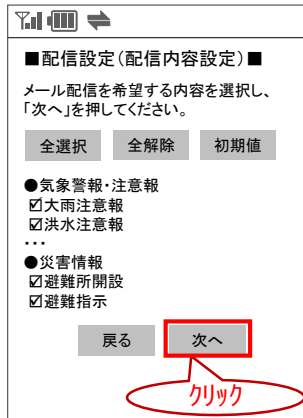 ■配信設定(配信内容設定)■
メール配信を希望する内容を選択し、
「次へ」を押してください。
全選択 全解除 初期値
●気象警報・注意報
☑大雨注意報
☑洪水注意報
・・・
●災害情報
☑避難所開設
☑避難指示
戻る 次へ
クリック